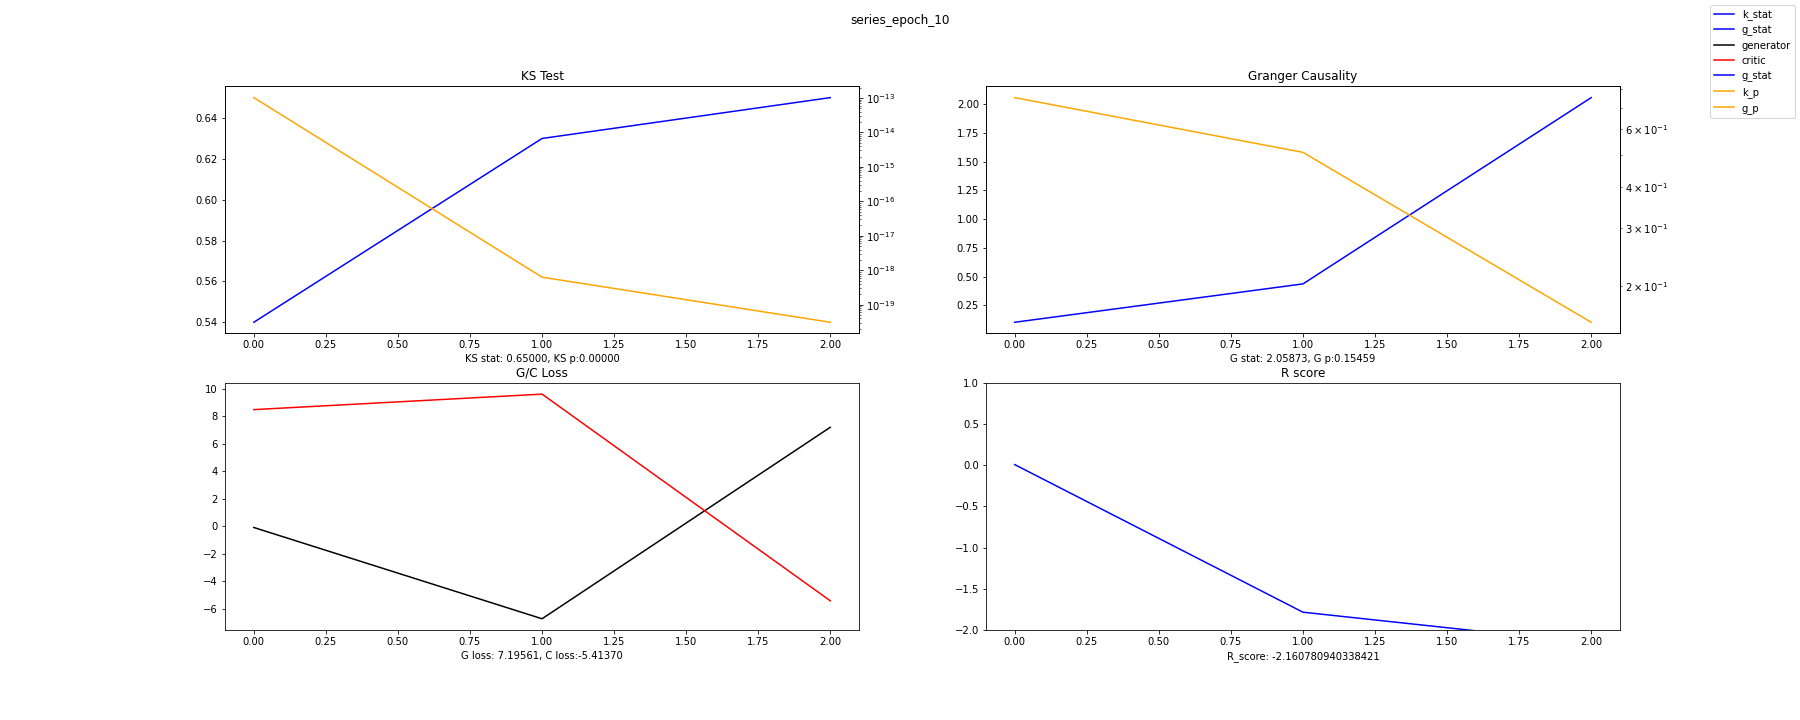 series_epoch_10
k_stat
g_stat
generator
critic
g_stat
k_p
g_p
KS Test
0.64
0.62
0.60
0.58
0.56
0.54
10^-13
10^-14
10^-15
10^-16
10^-17
10^-18
10^-19
0.00 0.25 0.50 0.75 1.00 1.25 1.50 1.75 2.00
KS stat: 0.65000, KS p:0.00000
Granger Causality
2.00
1.75
1.50
1.25
1.00
0.75
0.50
0.25
6 × 10^-1
4 × 10^-1
3 × 10^-1
2 × 10^-1
0.00 0.25 0.50 0.75 1.00 1.25 1.50 1.75 2.00
G stat: 2.05873, G p:0.15459
G/C Loss
10
8
6
4
2
0
−2
−4
−6
0.00 0.25 0.50 0.75 1.00 1.25 1.50 1.75 2.00
G loss: 7.19561, C loss:-5.41370
R score
1.0
0.5
0.0
−0.5
−1.0
−1.5
−2.0
0.00 0.25 0.50 0.75 1.00 1.25 1.50 1.75 2.00
R_score: -2.160780940338421